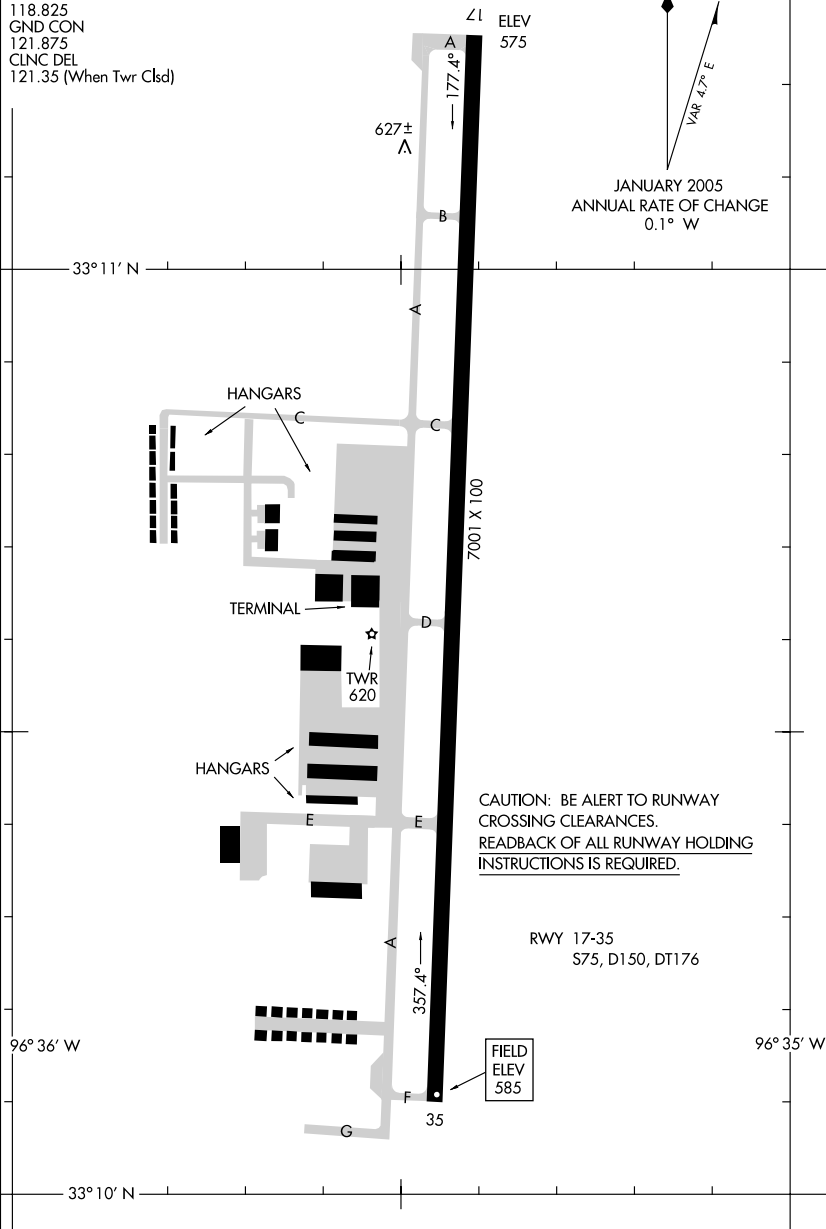 118.825
GND CON
121.875
CLNC DEL
121.35 (When Twr Clsd)
17
ELEV
575
A
177.4°
VAR 4.7° E
627±
JANUARY 2005
ANNUAL RATE OF CHANGE
0.1° W
B
33°11' N
A
HANGARS
C
C
7001 X 100
TERMINAL
D
TWR
620
HANGARS
E
E
CAUTION: BE ALERT TO RUNWAY
CROSSING CLEARANCES.
READBACK OF ALL RUNWAY HOLDING
INSTRUCTIONS IS REQUIRED.
A
RWY 17-35
S75, D150, DT176
357.4°
96°36' W
96°35' W
FIELD
ELEV
585
F
35
G
33°10' N